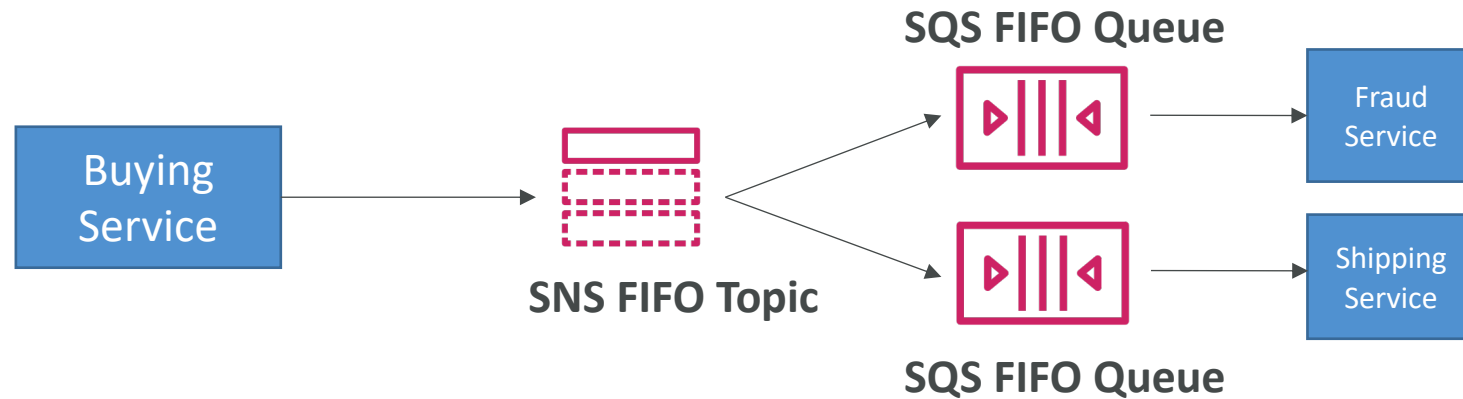 SQS FIFO Queue
Buying
Service
SNS FIFO Topic
Fraud
Service
Shipping
Service
SQS FIFO Queue